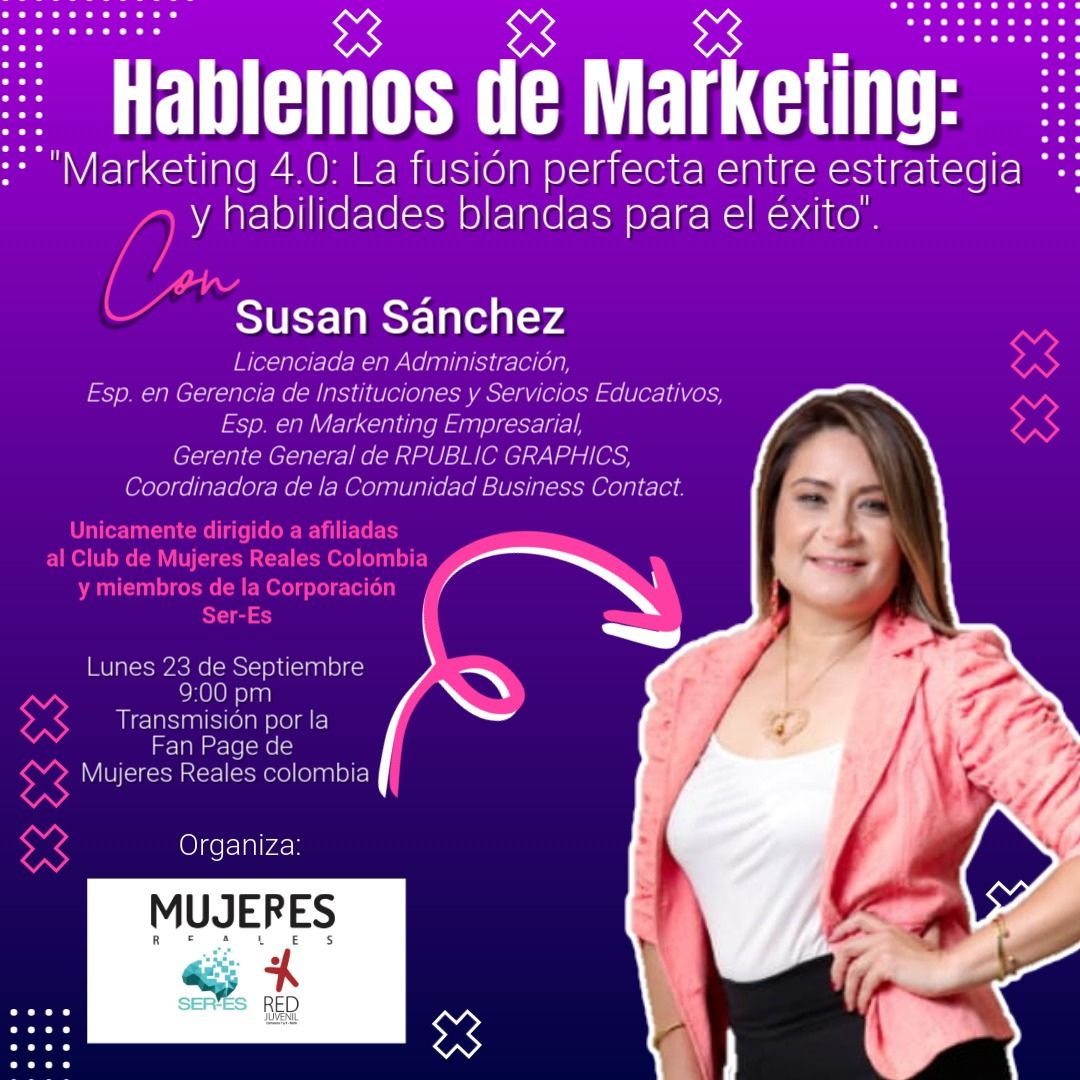 Hablemos de Marketing:
"Marketing 4.0: La fusión perfecta entre estrategia
y habilidades blandas para el éxito".
Con
Susan Sánchez
Licenciada en Administración,
Esp. en Gerencia de Instituciones y Servicios Educativos,
Esp. en Markenting Empresarial,
Gerente General de RPUBLIC GRAPHICS,
Coordinadora de la Comunidad Business Contact.
Unicamente dirigido a afiliadas
al Club de Mujeres Reales Colombia
y miembros de la Corporación
Ser-Es
Lunes 23 de Septiembre
9:00 pm
Transmisión por la
Fan Page de
Mujeres Reales colombia
Organiza:
MUJERES
REALES
SER-ES
RED
JUVENIL